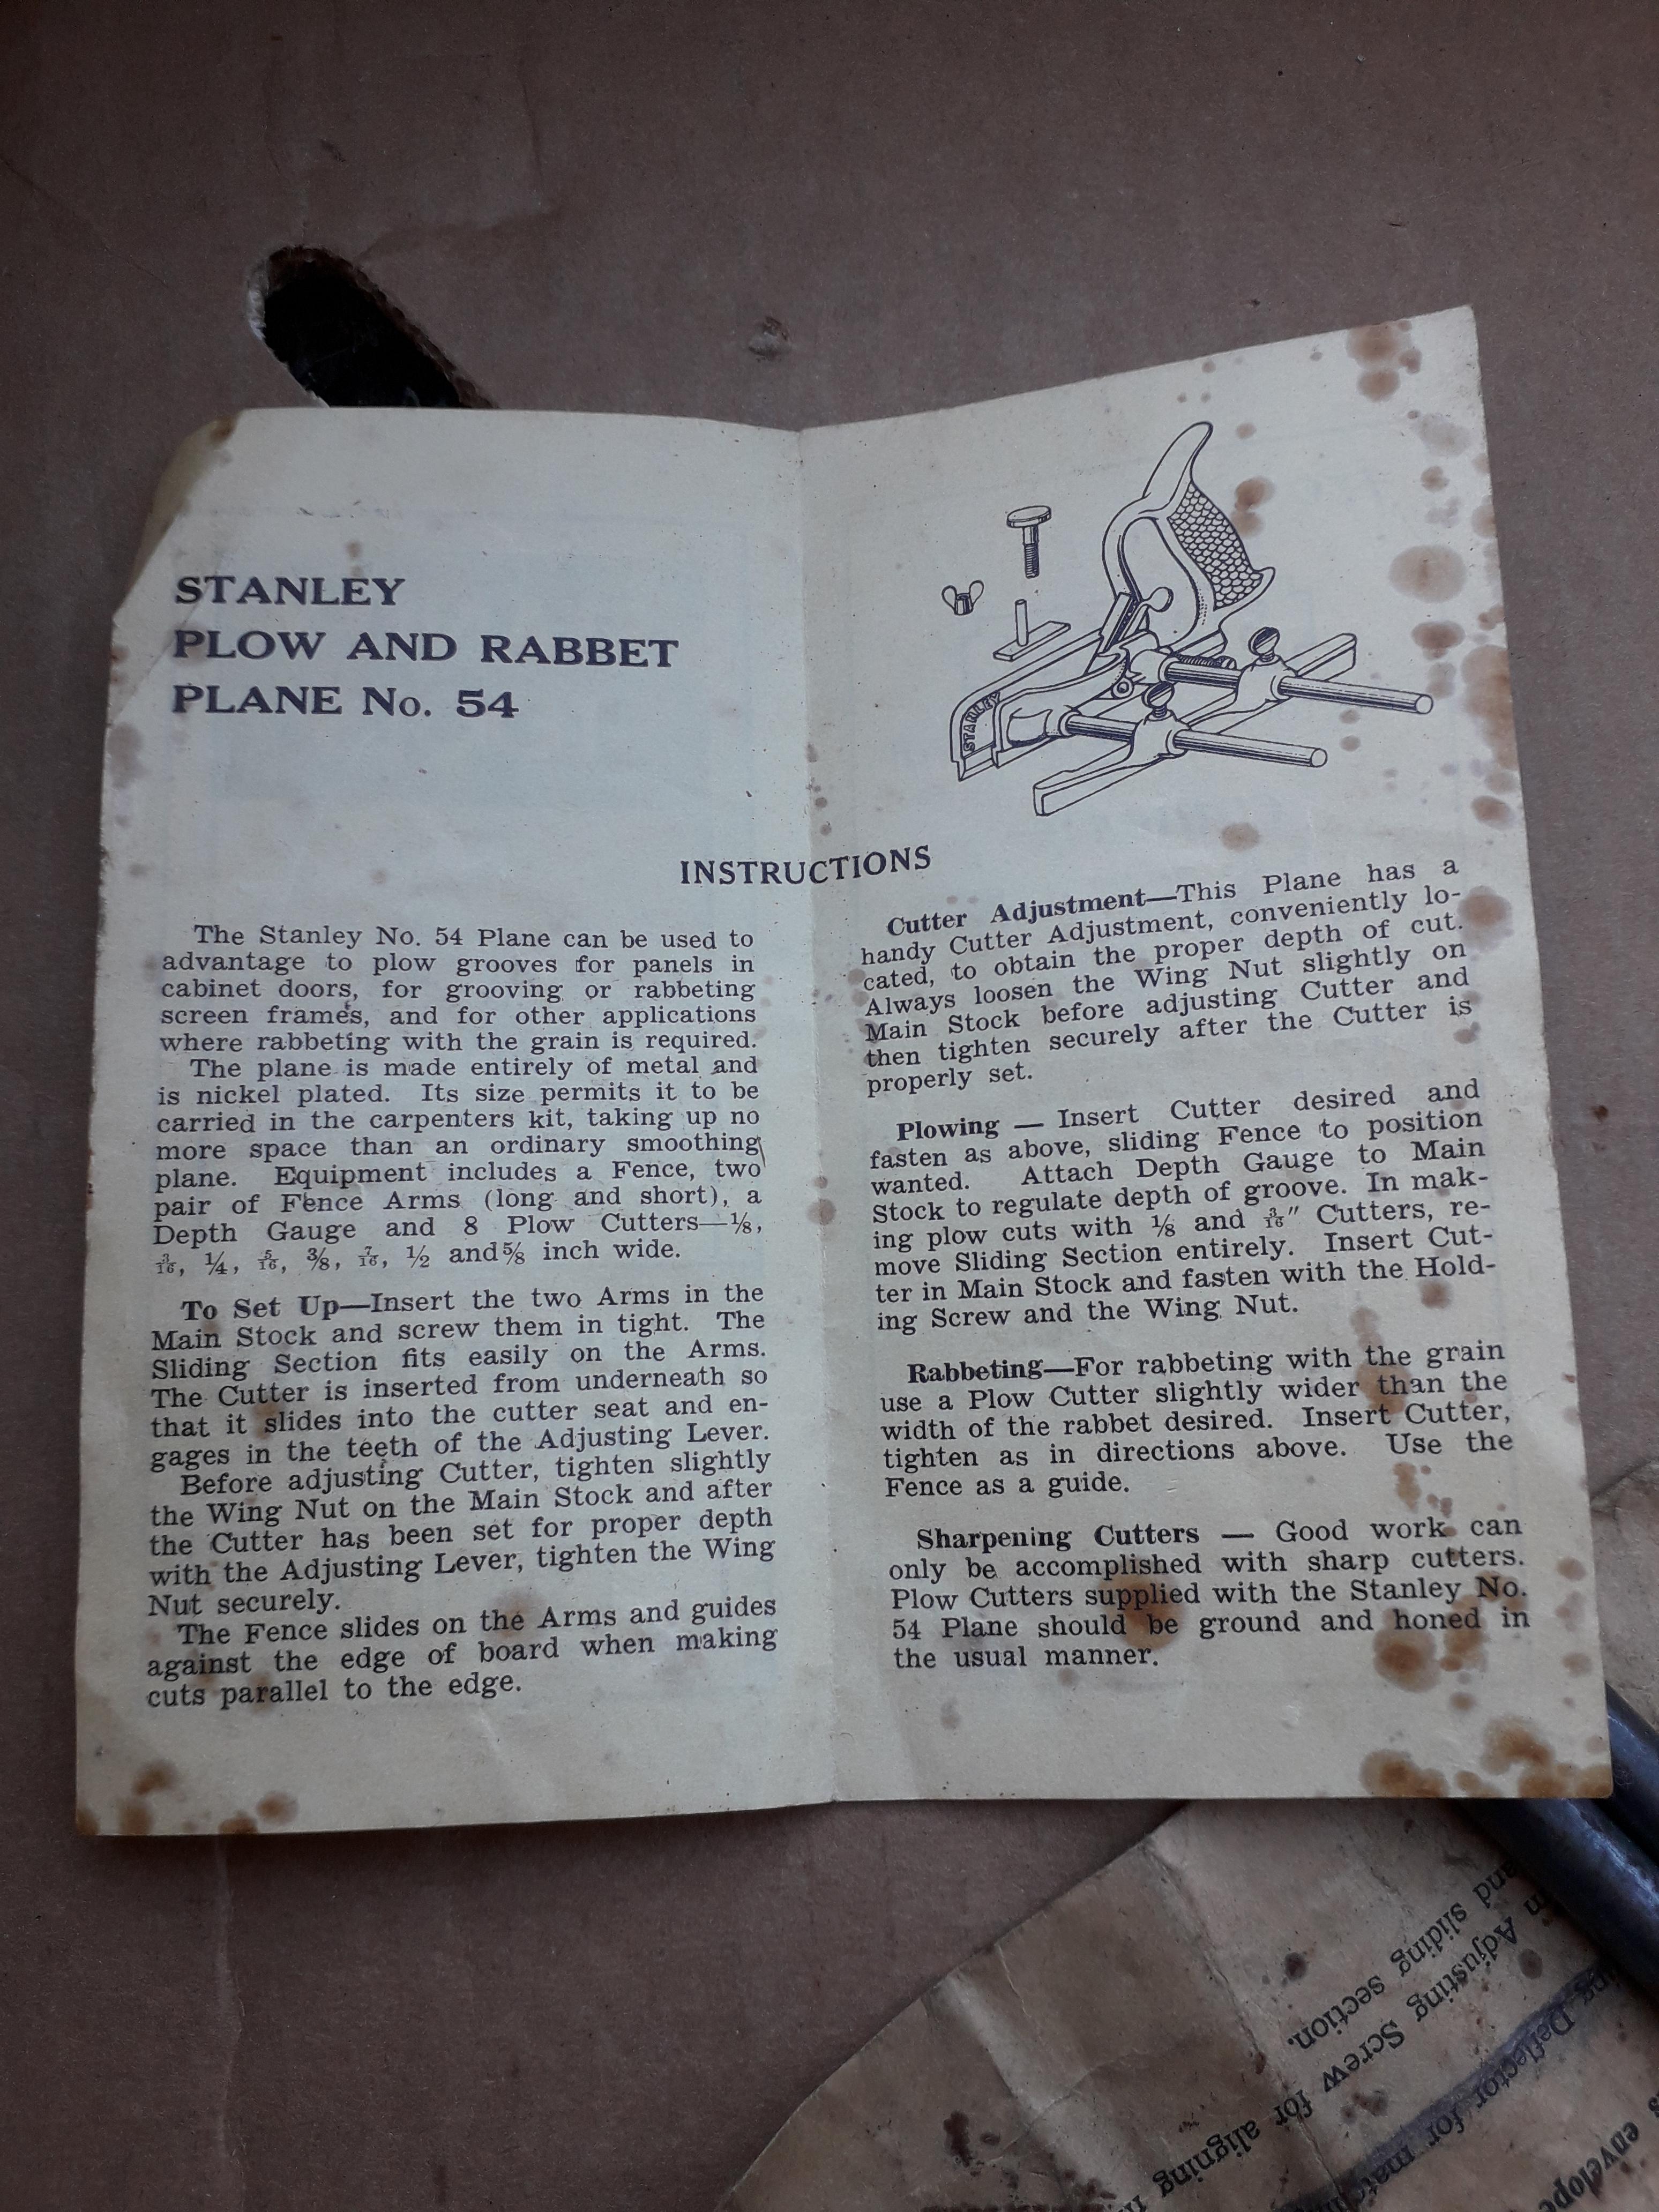 STANLEY
PLOW AND RABBET
PLANE No. 54
STANLEY
INSTRUCTIONS
The Stanley No. 54 Plane can be used to
advantage to plow grooves for panels in
cabinet doors, for grooving or rabbeting
screen frames, and for other applications
where rabbeting with the grain is required.
The plane is made entirely of metal and
is nickel plated. Its size permits it to be
carried in the carpenters kit, taking up no
more space than an ordinary smoothing
plane. Equipment includes a Fence, two
pair of Fence Arms (long and short), a
Depth Gauge and 8 Plow Cutters—⅛,
3/16, ¼, 5/16, ⅜, 7/16, ½ and ⅝ inch wide.
To Set Up—Insert the two Arms in the
Main Stock and screw them in tight. The
Sliding Section fits easily on the Arms.
The Cutter is inserted from underneath so
that it slides into the cutter seat and en-
gages in the teeth of the Adjusting Lever.
Before adjusting Cutter, tighten slightly
the Wing Nut on the Main Stock and after
the Cutter has been set for proper depth
with the Adjusting Lever, tighten the Wing
Nut securely.
The Fence slides on the Arms and guides
against the edge of board when making
cuts parallel to the edge.
Cutter Adjustment—This Plane has a
handy Cutter Adjustment, conveniently lo-
cated, to obtain the proper depth of cut.
Always loosen the Wing Nut slightly on
Main Stock before adjusting Cutter and
then tighten securely after the Cutter is
properly set.
Plowing — Insert Cutter desired and
fasten as above, sliding Fence to position
wanted. Attach Depth Gauge to Main
Stock to regulate depth of groove. In mak-
ing plow cuts with ⅛ and 3/16" Cutters, re-
move Sliding Section entirely. Insert Cut-
ter in Main Stock and fasten with the Hold-
ing Screw and the Wing Nut.
Rabbeting—For rabbeting with the grain
use a Plow Cutter slightly wider than the
width of the rabbet desired. Insert Cutter,
tighten as in directions above. Use the
Fence as a guide.
Sharpening Cutters — Good work can
only be accomplished with sharp cutters.
Plow Cutters supplied with the Stanley No.
54 Plane should be ground and honed in
the usual manner.
envelope
Deflector for
Adjusting Screw for aligning
and sliding section.